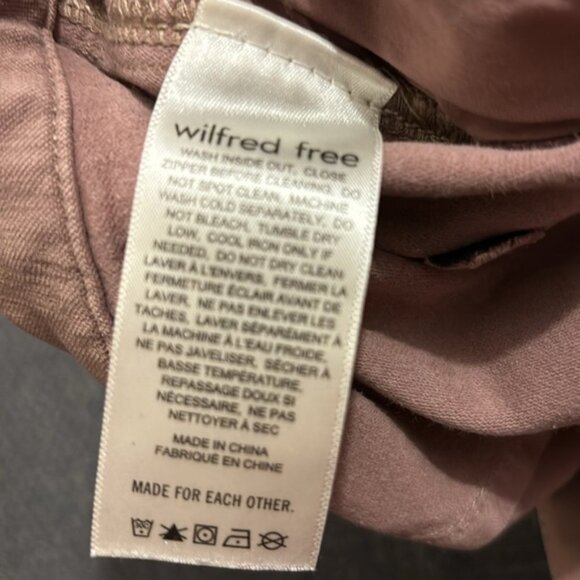 wilfred free
WASH INSIDE OUT, CLOSE
ZIPPER BEFORE CLEANING, DO
NOT SPOT CLEAN, MACHINE
WASH COLD SEPARATELY, DO
NOT BLEACH, TUMBLE DRY
LOW, COOL IRON ONLY IF
NEEDED, DO NOT DRY CLEAN
LAVER À L'ENVERS, FERMER LA
FERMETURE ÉCLAIR AVANT DE
LAVER, NE PAS ENLEVER LES
TACHES, LAVER SÉPARÉMENT À
LA MACHINE À L'EAU FROIDE,
NE PAS JAVELISER, SÉCHER À
BASSE TEMPÉRATURE,
REPASSAGE DOUX SI
NÉCESSAIRE, NE PAS
NETTOYER À SEC
MADE IN CHINA
FABRIQUÉ EN CHINE
MADE FOR EACH OTHER.